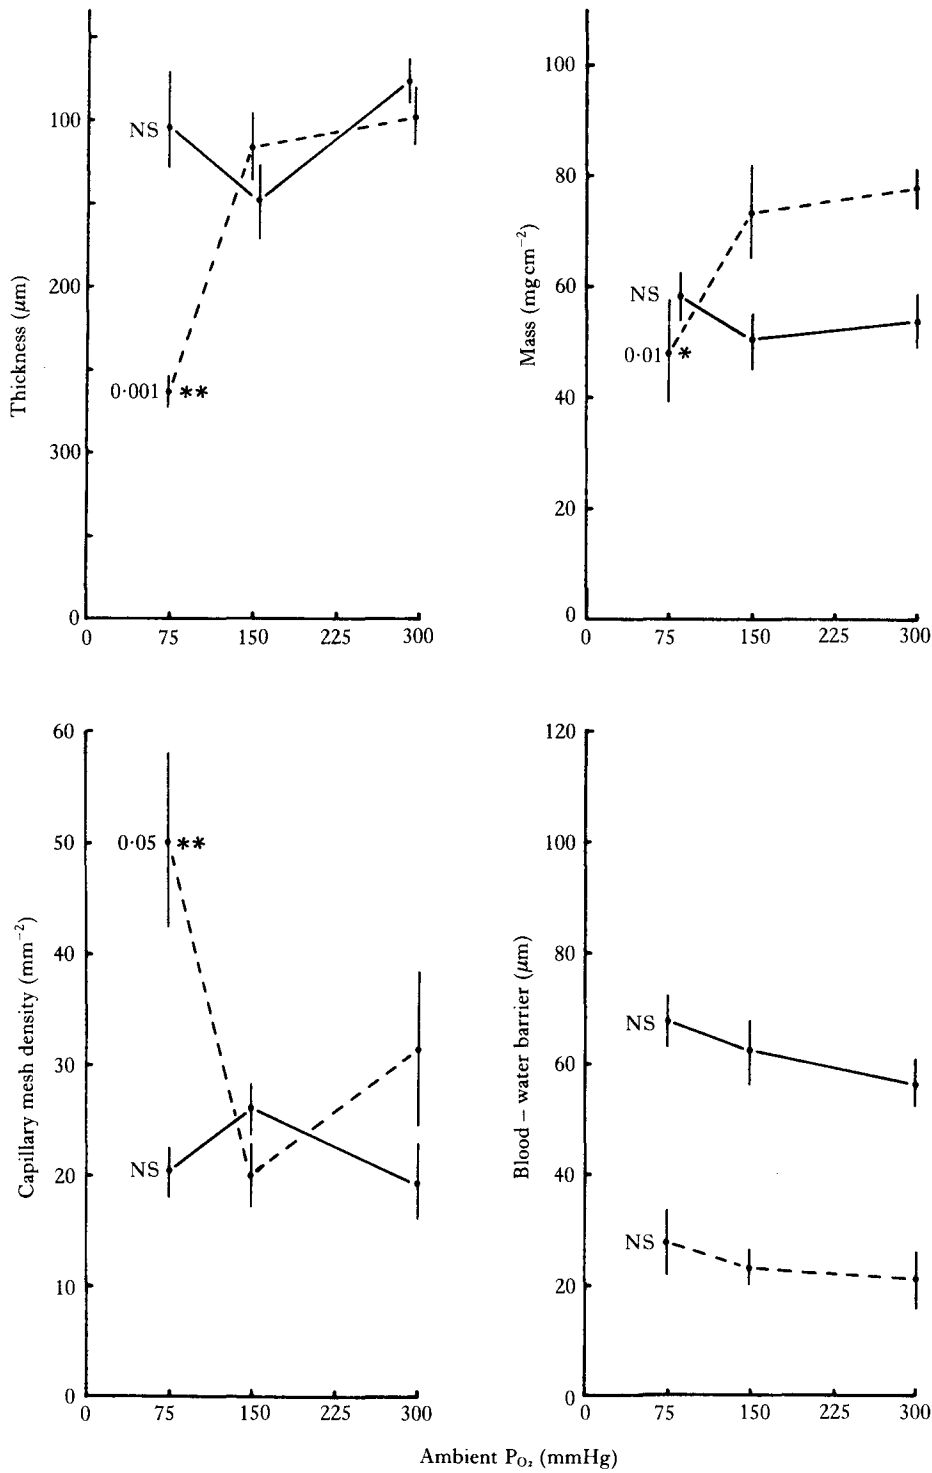 100
200
300
0
Thickness (μm)
NS
0·001 **
0 75 150 225 300
100
80
60
40
20
0
Mass (mg cm⁻²)
NS
0·01 *
0 75 150 225 300
60
50
40
30
20
10
0
Capillary mesh density (mm⁻²)
0·05 **
NS
0 75 150 225 300
120
100
80
60
40
20
0
Blood – water barrier (μm)
NS
NS
0 75 150 225 300
Ambient P_O₂ (mmHg)